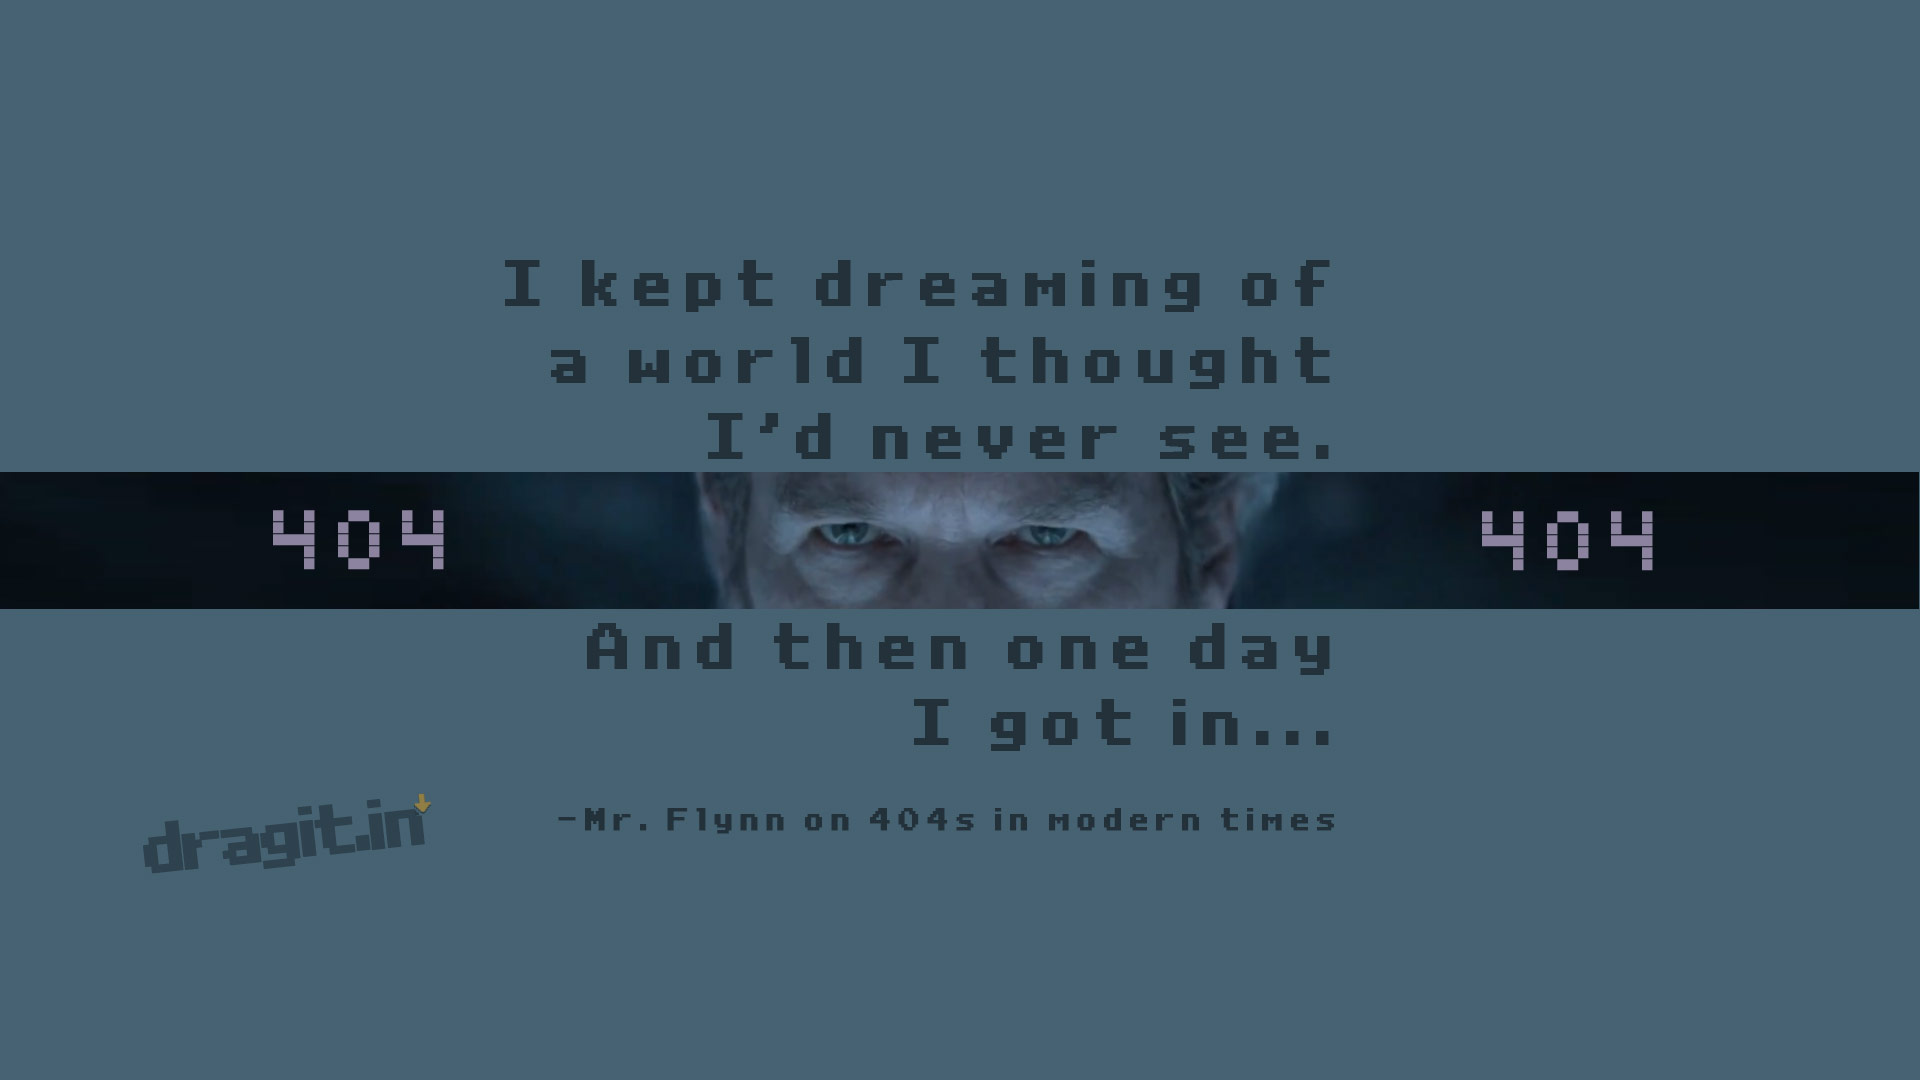 I kept dreaming of
a world I thought
I'd never see.
404
404
And then one day
I got in...
-Mr. Flynn on 404s in modern times
dragit.in